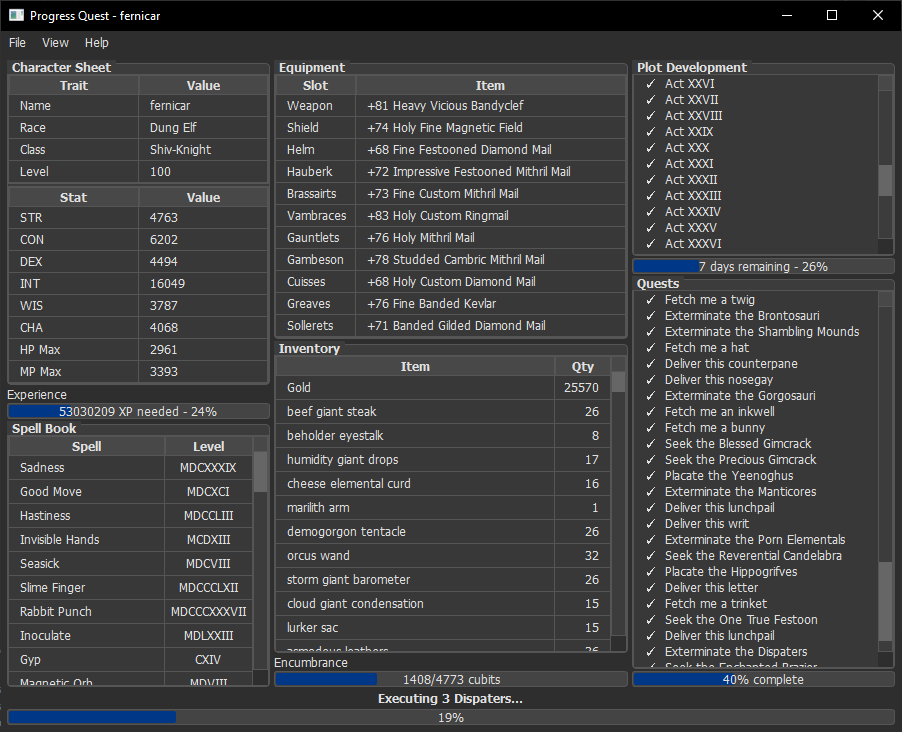 Progress Quest - fernicar
File View Help
Character Sheet
Trait Value
Name fernicar
Race Dung Elf
Class Shiv-Knight
Level 100
Stat Value
STR 4763
CON 6202
DEX 4494
INT 16049
WIS 3787
CHA 4068
HP Max 2961
MP Max 3393
Experience
53030209 XP needed - 24%
Spell Book
Spell Level
Sadness MDCXXXIX
Good Move MDCXCI
Hastiness MDCCLIII
Invisible Hands MCDXIII
Seasick MDCVIII
Slime Finger MDCCCLXII
Rabbit Punch MDCCCXXXVII
Inoculate MDLXXIII
Gyp CXIV
Magnetic Orb MDVIII
Equipment
Slot Item
Weapon +81 Heavy Vicious Bandyclef
Shield +74 Holy Fine Magnetic Field
Helm +68 Fine Festooned Diamond Mail
Hauberk +72 Impressive Festooned Mithril Mail
Brassairts +73 Fine Custom Mithril Mail
Vambraces +83 Holy Custom Ringmail
Gauntlets +76 Holy Mithril Mail
Gambeson +78 Studded Cambric Mithril Mail
Cuisses +68 Holy Custom Diamond Mail
Greaves +76 Fine Banded Kevlar
Sollerets +71 Banded Gilded Diamond Mail
Inventory
Item Qty
Gold 25570
beef giant steak 26
beholder eyestalk 8
humidity giant drops 17
cheese elemental curd 16
marilith arm 1
demogorgon tentacle 26
orcus wand 32
storm giant barometer 26
cloud giant condensation 15
lurker sac 15
asmodeus leathers 26
Encumbrance
1408/4773 cubits
Plot Development
✓ Act XXVI
✓ Act XXVII
✓ Act XXVIII
✓ Act XXIX
✓ Act XXX
✓ Act XXXI
✓ Act XXXII
✓ Act XXXIII
✓ Act XXXIV
✓ Act XXXV
✓ Act XXXVI
7 days remaining - 26%
Quests
✓ Fetch me a twig
✓ Exterminate the Brontosauri
✓ Exterminate the Shambling Mounds
✓ Fetch me a hat
✓ Deliver this counterpane
✓ Deliver this nosegay
✓ Exterminate the Gorgosauri
✓ Fetch me an inkwell
✓ Fetch me a bunny
✓ Seek the Blessed Gimcrack
✓ Seek the Precious Gimcrack
✓ Placate the Yeenoghus
✓ Exterminate the Manticores
✓ Deliver this lunchpail
✓ Deliver this writ
✓ Exterminate the Porn Elementals
✓ Seek the Reverential Candelabra
✓ Placate the Hippogrifves
✓ Deliver this letter
✓ Fetch me a trinket
✓ Seek the One True Festoon
✓ Deliver this lunchpail
✓ Exterminate the Dispaters
✓ Seek the Enchanted Brazier
40% complete
Executing 3 Dispaters...
19%